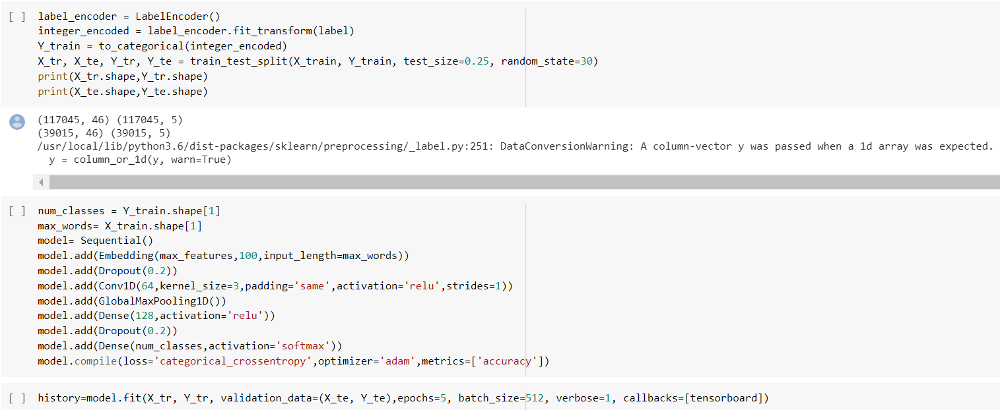 [ ] label_encoder = LabelEncoder()
integer_encoded = label_encoder.fit_transform(label)
Y_train = to_categorical(integer_encoded)
X_tr, X_te, Y_tr, Y_te = train_test_split(X_train, Y_train, test_size=0.25, random_state=30)
print(X_tr.shape,Y_tr.shape)
print(X_te.shape,Y_te.shape)
(117045, 46) (117045, 5)
(39015, 46) (39015, 5)
/usr/local/lib/python3.6/dist-packages/sklearn/preprocessing/_label.py:251: DataConversionWarning: A column-vector y was passed when a 1d array was expected.
  y = column_or_1d(y, warn=True)
[ ] num_classes = Y_train.shape[1]
max_words= X_train.shape[1]
model= Sequential()
model.add(Embedding(max_features,100,input_length=max_words))
model.add(Dropout(0.2))
model.add(Conv1D(64,kernel_size=3,padding='same',activation='relu',strides=1))
model.add(GlobalMaxPooling1D())
model.add(Dense(128,activation='relu'))
model.add(Dropout(0.2))
model.add(Dense(num_classes,activation='softmax'))
model.compile(loss='categorical_crossentropy',optimizer='adam',metrics=['accuracy'])
[ ] history=model.fit(X_tr, Y_tr, validation_data=(X_te, Y_te),epochs=5, batch_size=512, verbose=1, callbacks=[tensorboard])